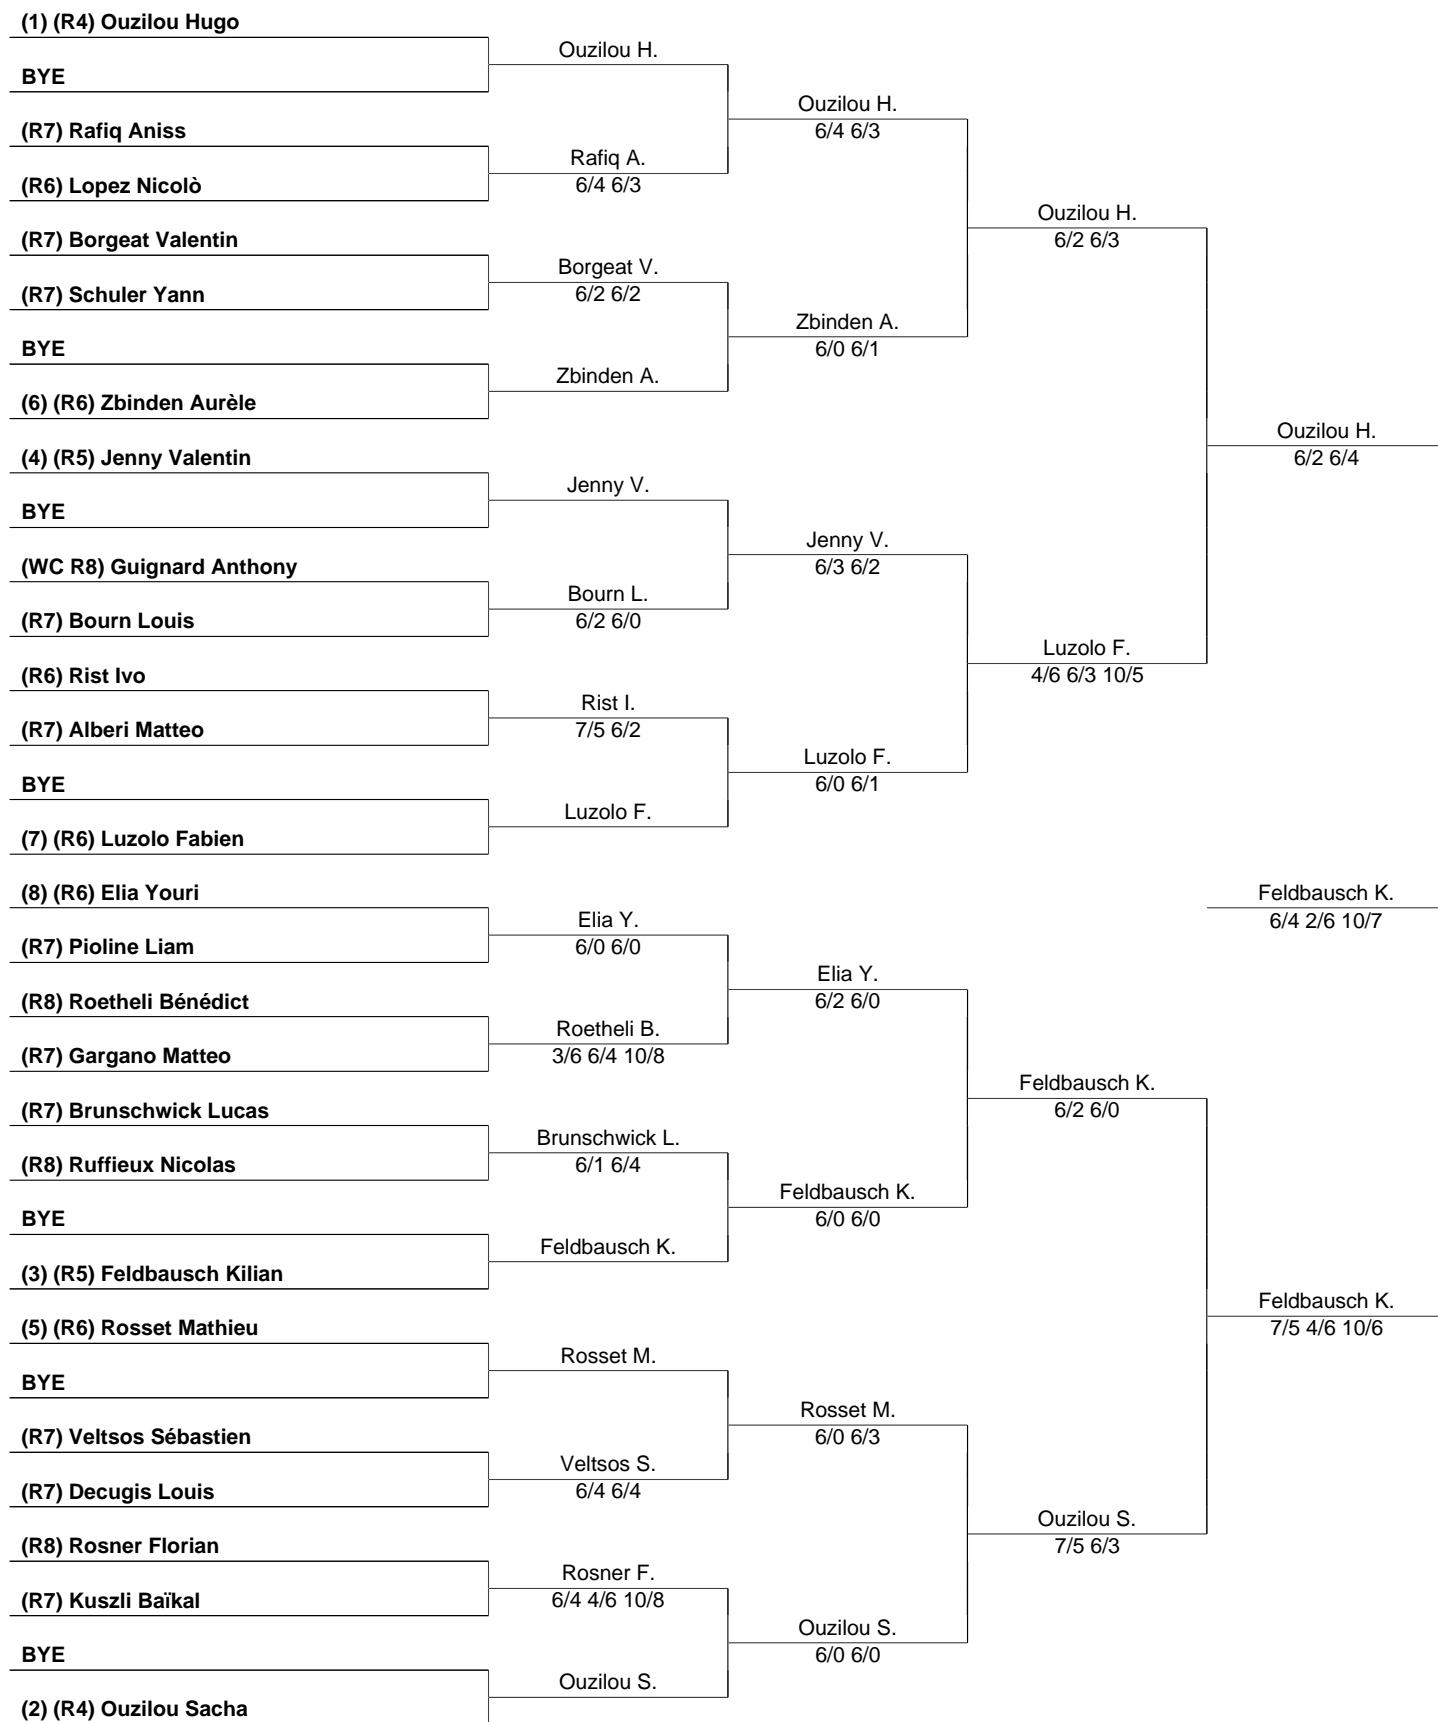 (1) (R4) Ouzilou Hugo
Ouzilou H.
BYE
Ouzilou H.
6/4 6/3
(R7) Rafiq Aniss
Rafiq A.
6/4 6/3
(R6) Lopez Nicolò
Ouzilou H.
6/2 6/3
(R7) Borgeat Valentin
Borgeat V.
6/2 6/2
(R7) Schuler Yann
Zbinden A.
6/0 6/1
BYE
Zbinden A.
(6) (R6) Zbinden Aurèle
Ouzilou H.
6/2 6/4
(4) (R5) Jenny Valentin
Jenny V.
BYE
Jenny V.
6/3 6/2
(WC R8) Guignard Anthony
Bourn L.
6/2 6/0
(R7) Bourn Louis
Luzolo F.
4/6 6/3 10/5
(R6) Rist Ivo
Rist I.
7/5 6/2
(R7) Alberi Matteo
Luzolo F.
6/0 6/1
BYE
Luzolo F.
(7) (R6) Luzolo Fabien
(8) (R6) Elia Youri
Feldbausch K.
6/4 2/6 10/7
Elia Y.
6/0 6/0
(R7) Pioline Liam
Elia Y.
6/2 6/0
(R8) Roetheli Bénédict
Roetheli B.
3/6 6/4 10/8
(R7) Gargano Matteo
Feldbausch K.
6/2 6/0
(R7) Brunschwick Lucas
Brunschwick L.
6/1 6/4
(R8) Ruffieux Nicolas
Feldbausch K.
6/0 6/0
BYE
Feldbausch K.
(3) (R5) Feldbausch Kilian
Feldbausch K.
7/5 4/6 10/6
(5) (R6) Rosset Mathieu
Rosset M.
BYE
Rosset M.
6/0 6/3
(R7) Veltsos Sébastien
Veltsos S.
6/4 6/4
(R7) Decugis Louis
Ouzilou S.
7/5 6/3
(R8) Rosner Florian
Rosner F.
6/4 4/6 10/8
(R7) Kuszli Baïkal
Ouzilou S.
6/0 6/0
BYE
Ouzilou S.
(2) (R4) Ouzilou Sacha